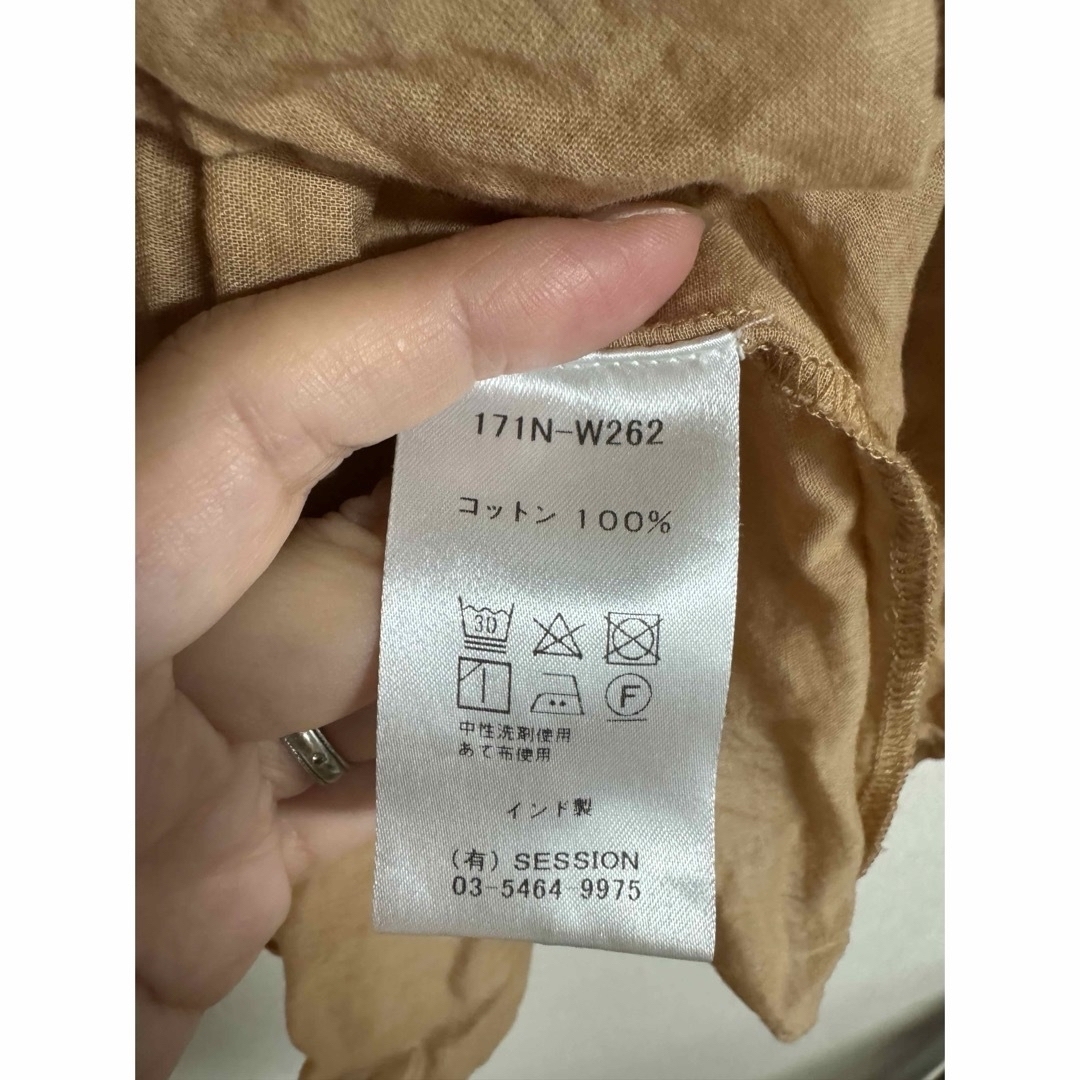 171N-W262
コットン 100%
30
F
中性洗剤使用
あて布使用
インド製
(有) SESSION
03-5464 9975